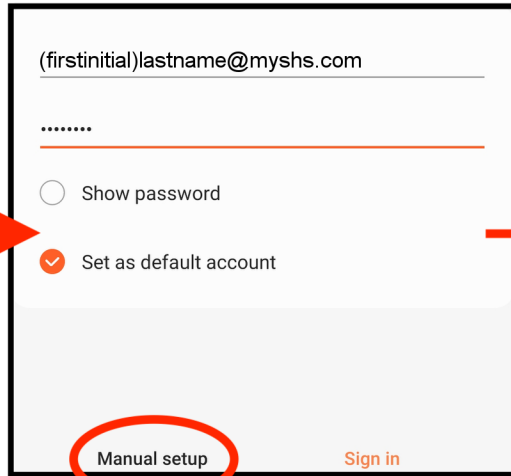 (firstinitial)lastname@myshs.com
••••••••
Show password
Set as default account
Manual setup
Sign in